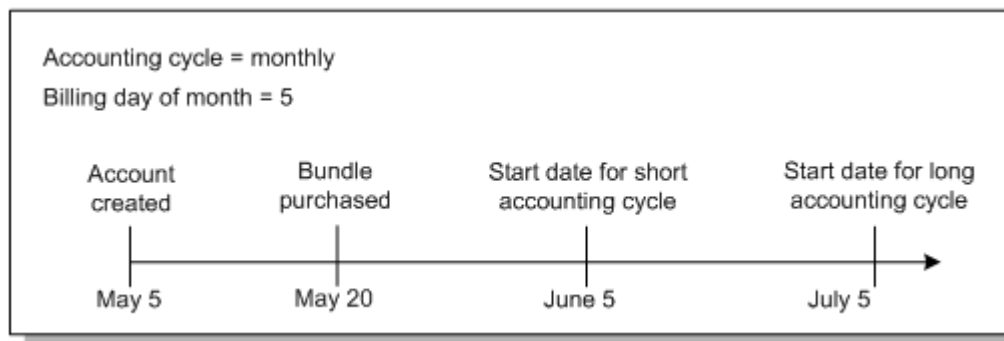 Accounting cycle = monthly
Billing day of month = 5
Account
created
Bundle
purchased
Start date for short
accounting cycle
Start date for long
accounting cycle
May 5
May 20
June 5
July 5